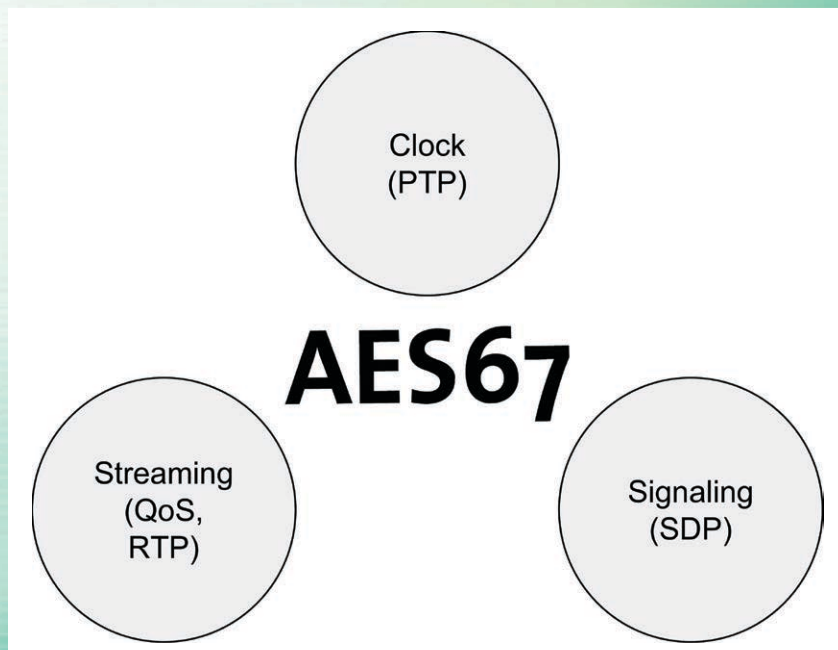 Clock
(PTP)
AES67
Streaming
(QoS,
RTP)
Signaling
(SDP)